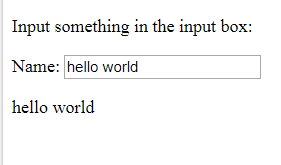 Input something in the input box:
Name: hello world
hello world